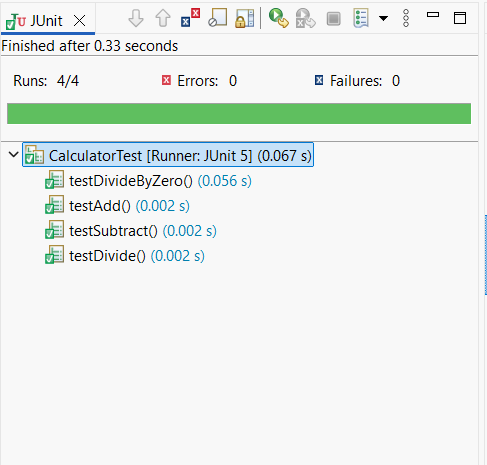 JUnit
Finished after 0.33 seconds
Runs: 4/4 Errors: 0 Failures: 0
CalculatorTest [Runner: JUnit 5] (0.067 s)
testDivideByZero() (0.056 s)
testAdd() (0.002 s)
testSubtract() (0.002 s)
testDivide() (0.002 s)